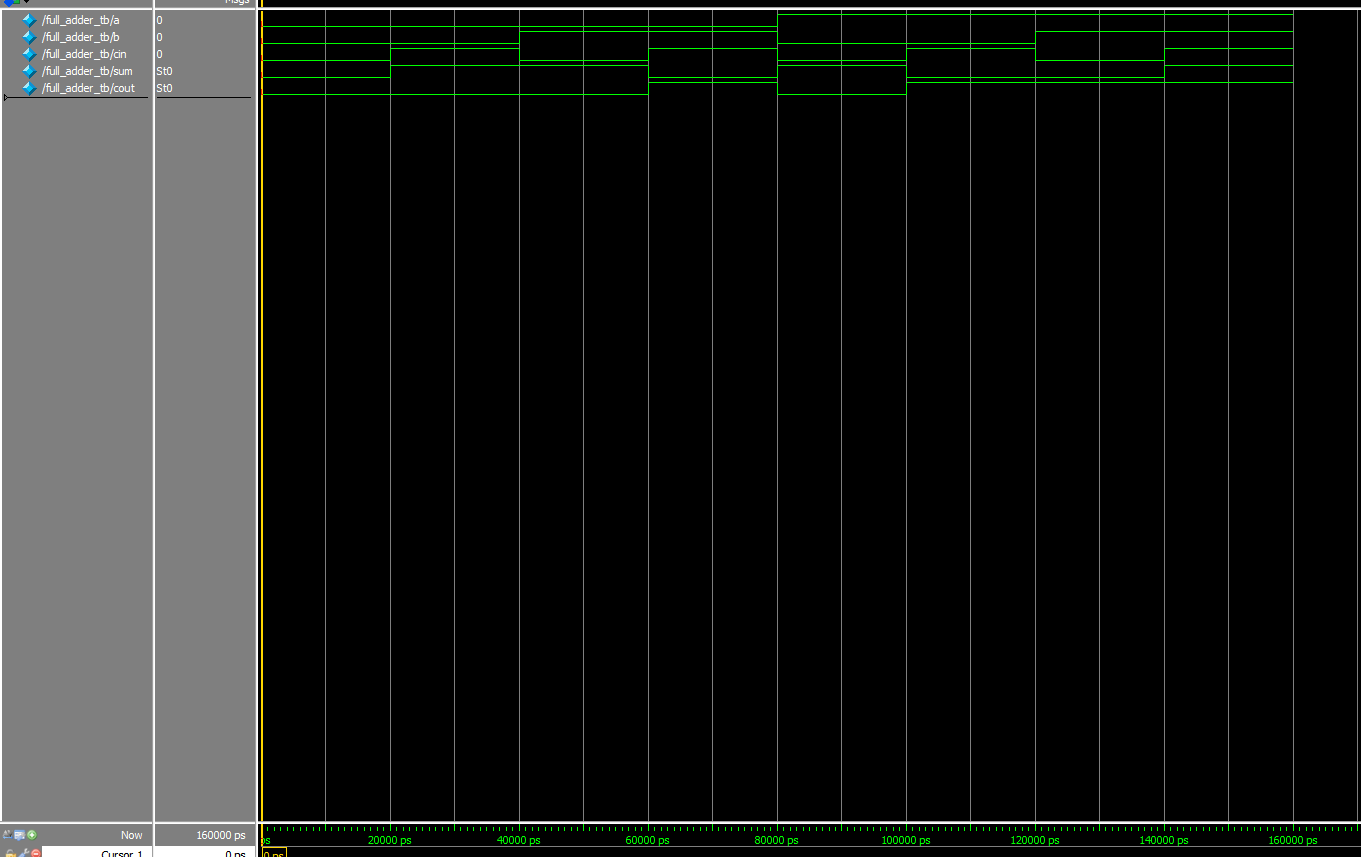 Msgs
/full_adder_tb/a 0
/full_adder_tb/b 0
/full_adder_tb/cin 0
/full_adder_tb/sum St0
/full_adder_tb/cout St0
Now 160000 ps ps 20000 ps 40000 ps 60000 ps 80000 ps 100000 ps 120000 ps 140000 ps 160000 ps
Cursor 1 0 ps 0 ps